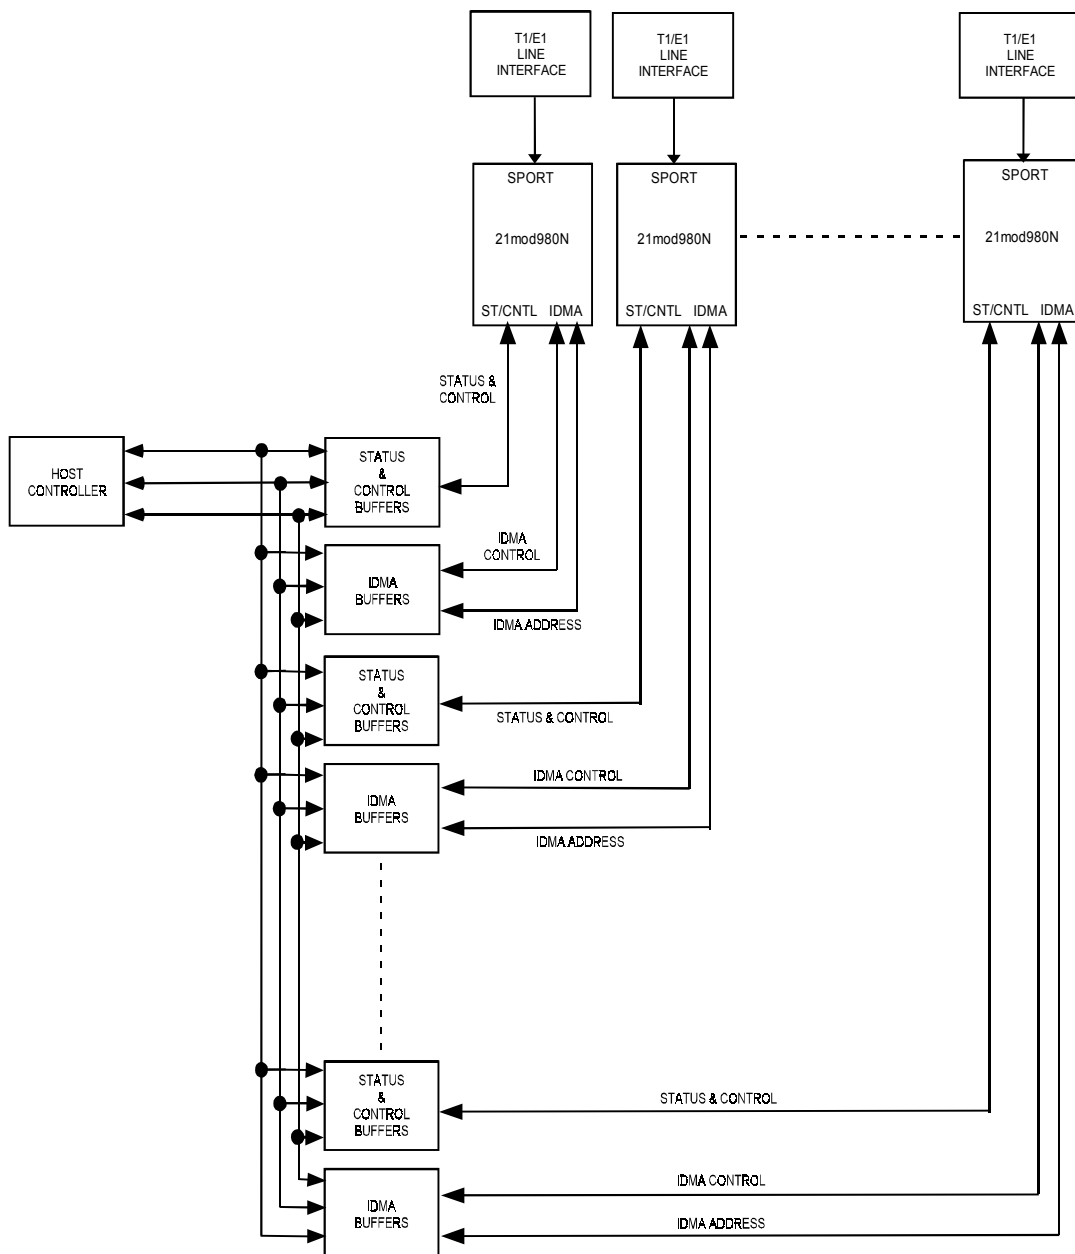 T1/E1
LINE
INTERFACE
T1/E1
LINE
INTERFACE
T1/E1
LINE
INTERFACE
SPORT
21mod980N
ST/CNTL IDMA
SPORT
21mod980N
ST/CNTL IDMA
SPORT
21mod980N
ST/CNTL IDMA
STATUS &
CONTROL
HOST
CONTROLLER
STATUS
&
CONTROL
BUFFERS
IDMA
CONTROL
IDMA
BUFFERS
IDMA ADDRESS
STATUS
&
CONTROL
BUFFERS
STATUS & CONTROL
IDMA CONTROL
IDMA
BUFFERS
IDMA ADDRESS
STATUS
&
CONTROL
BUFFERS
STATUS & CONTROL
IDMA CONTROL
IDMA
BUFFERS
IDMA ADDRESS